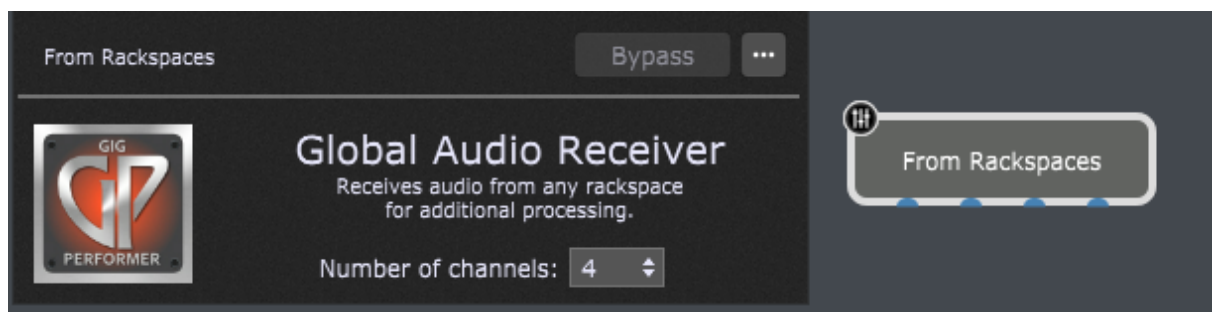 From Rackspaces
Bypass
...
GIG
GP
PERFORMER
Global Audio Receiver
Receives audio from any rackspace
for additional processing.
Number of channels: 4
From Rackspaces